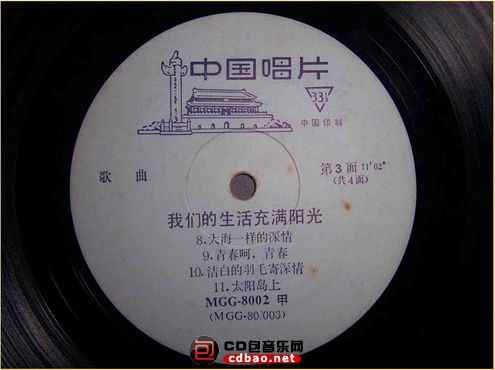 中国唱片
33⅓
中国印制
歌 曲
第3面 11'02"
(共4面)
我们的生活充满阳光
8.大海一样的深情
9.青春啊,青春
10.洁白的羽毛寄深情
11.太阳岛上
MGG-8002 甲
(MGG-80/003)
CD包音乐网
cdbao.net